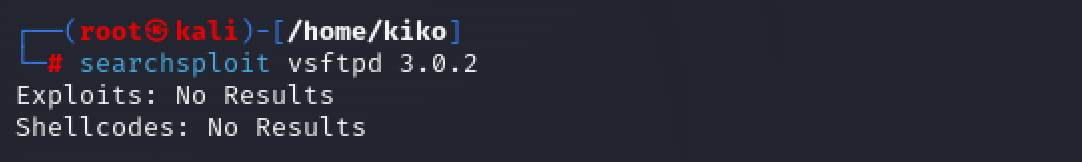 ┌──(root㉿kali)-[/home/kiko]
└─# searchsploit vsftpd 3.0.2
Exploits: No Results
Shellcodes: No Results